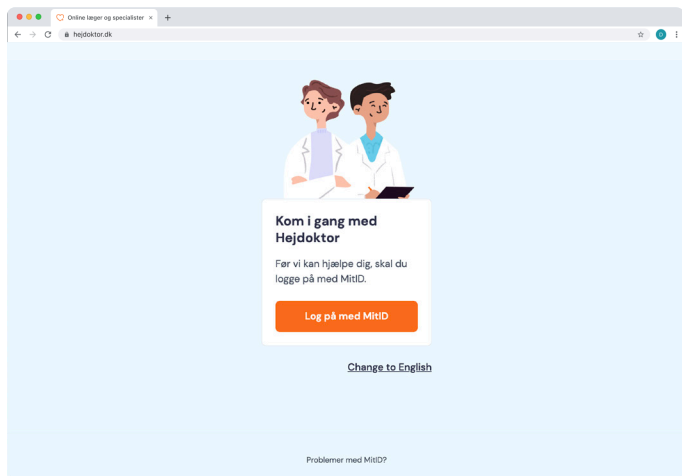 Online læger og specialister
hejdoktor.dk
D
Kom i gang med
Hejdoktor
Før vi kan hjælpe dig, skal du
logge på med MitID.
Log på med MitID
Change to English
Problemer med MitID?